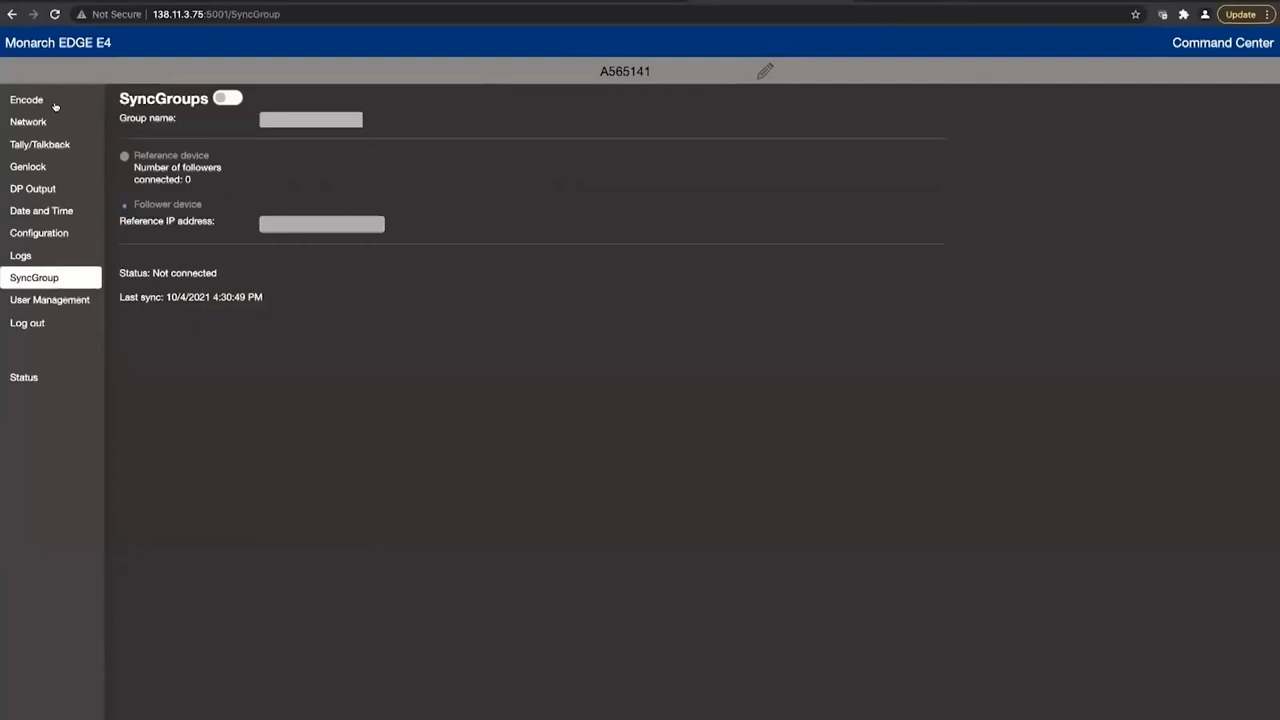 Not Secure 138.11.3.75:5001/SyncGroup Update
Monarch EDGE E4 Command Center
A565141
Encode
Network
Tally/Talkback
Genlock
DP Output
Date and Time
Configuration
Logs
SyncGroup
User Management
Log out
Status
SyncGroups
Group name:
Reference device
Number of followers
connected: 0
Follower device
Reference IP address:
Status: Not connected
Last sync: 10/4/2021 4:30:49 PM